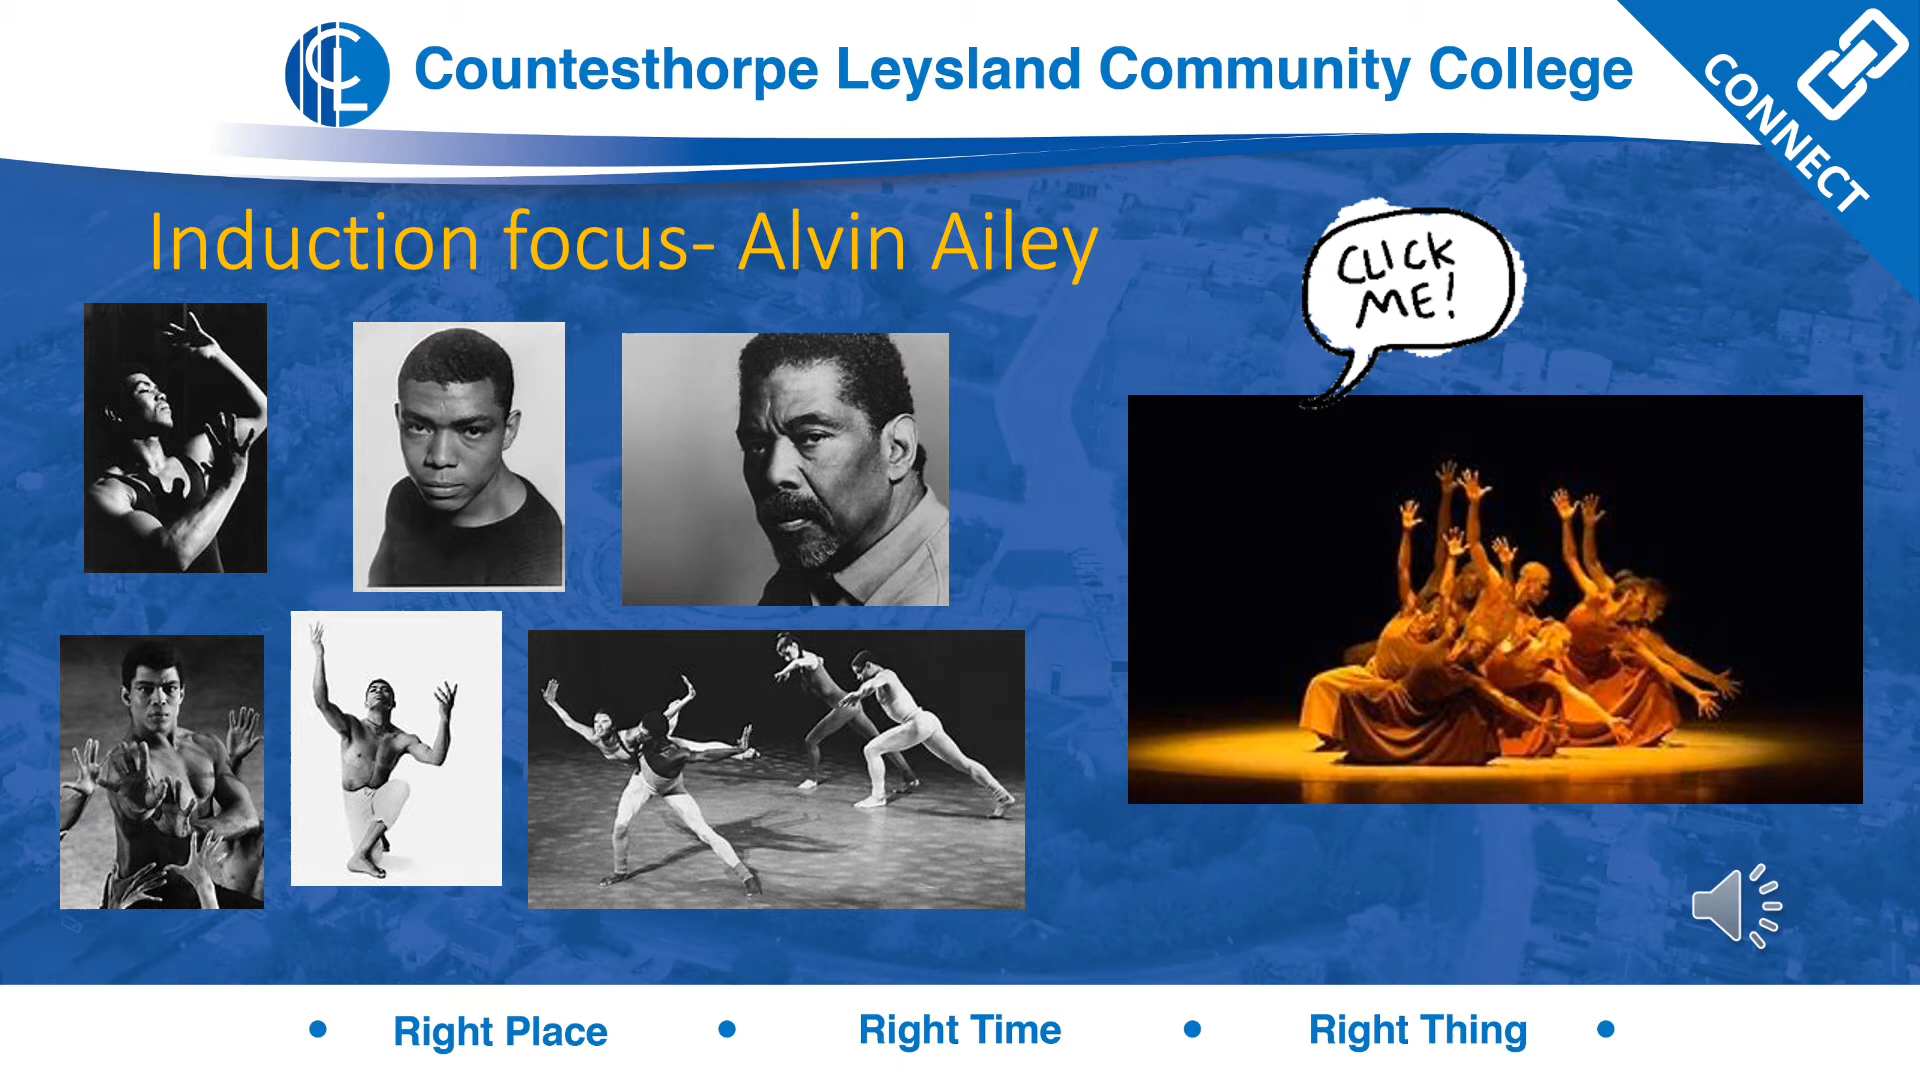 Countesthorpe Leysland Community College
CONNECT
Induction focus- Alvin Ailey
CLICK
ME!
• Right Place • Right Time • Right Thing •